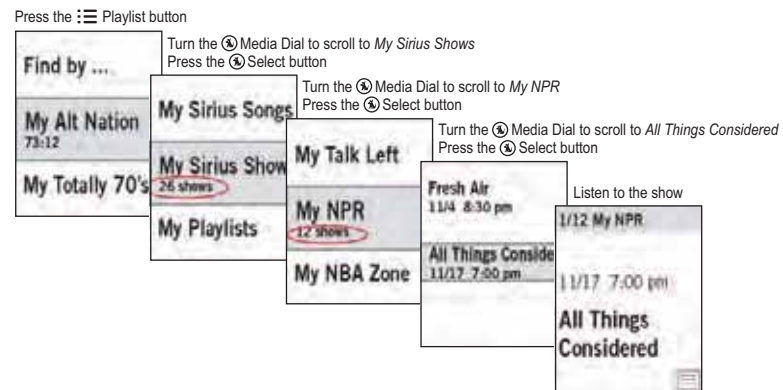 Press the Playlist button
Find by ...
My Alt Nation
73:12
My Totally 70's
Turn the Media Dial to scroll to My Sirius Shows
Press the Select button
My Sirius Songs
My Sirius Show
26 shows
My Playlists
Turn the Media Dial to scroll to My NPR
Press the Select button
My Talk Left
My NPR
12 shows
My NBA Zone
Turn the Media Dial to scroll to All Things Considered
Press the Select button
Fresh Air
11/4 8:30 pm
All Things Conside
11/17 7:00 pm
Listen to the show
1/12 My NPR
11/17 7:00 pm
All Things
Considered